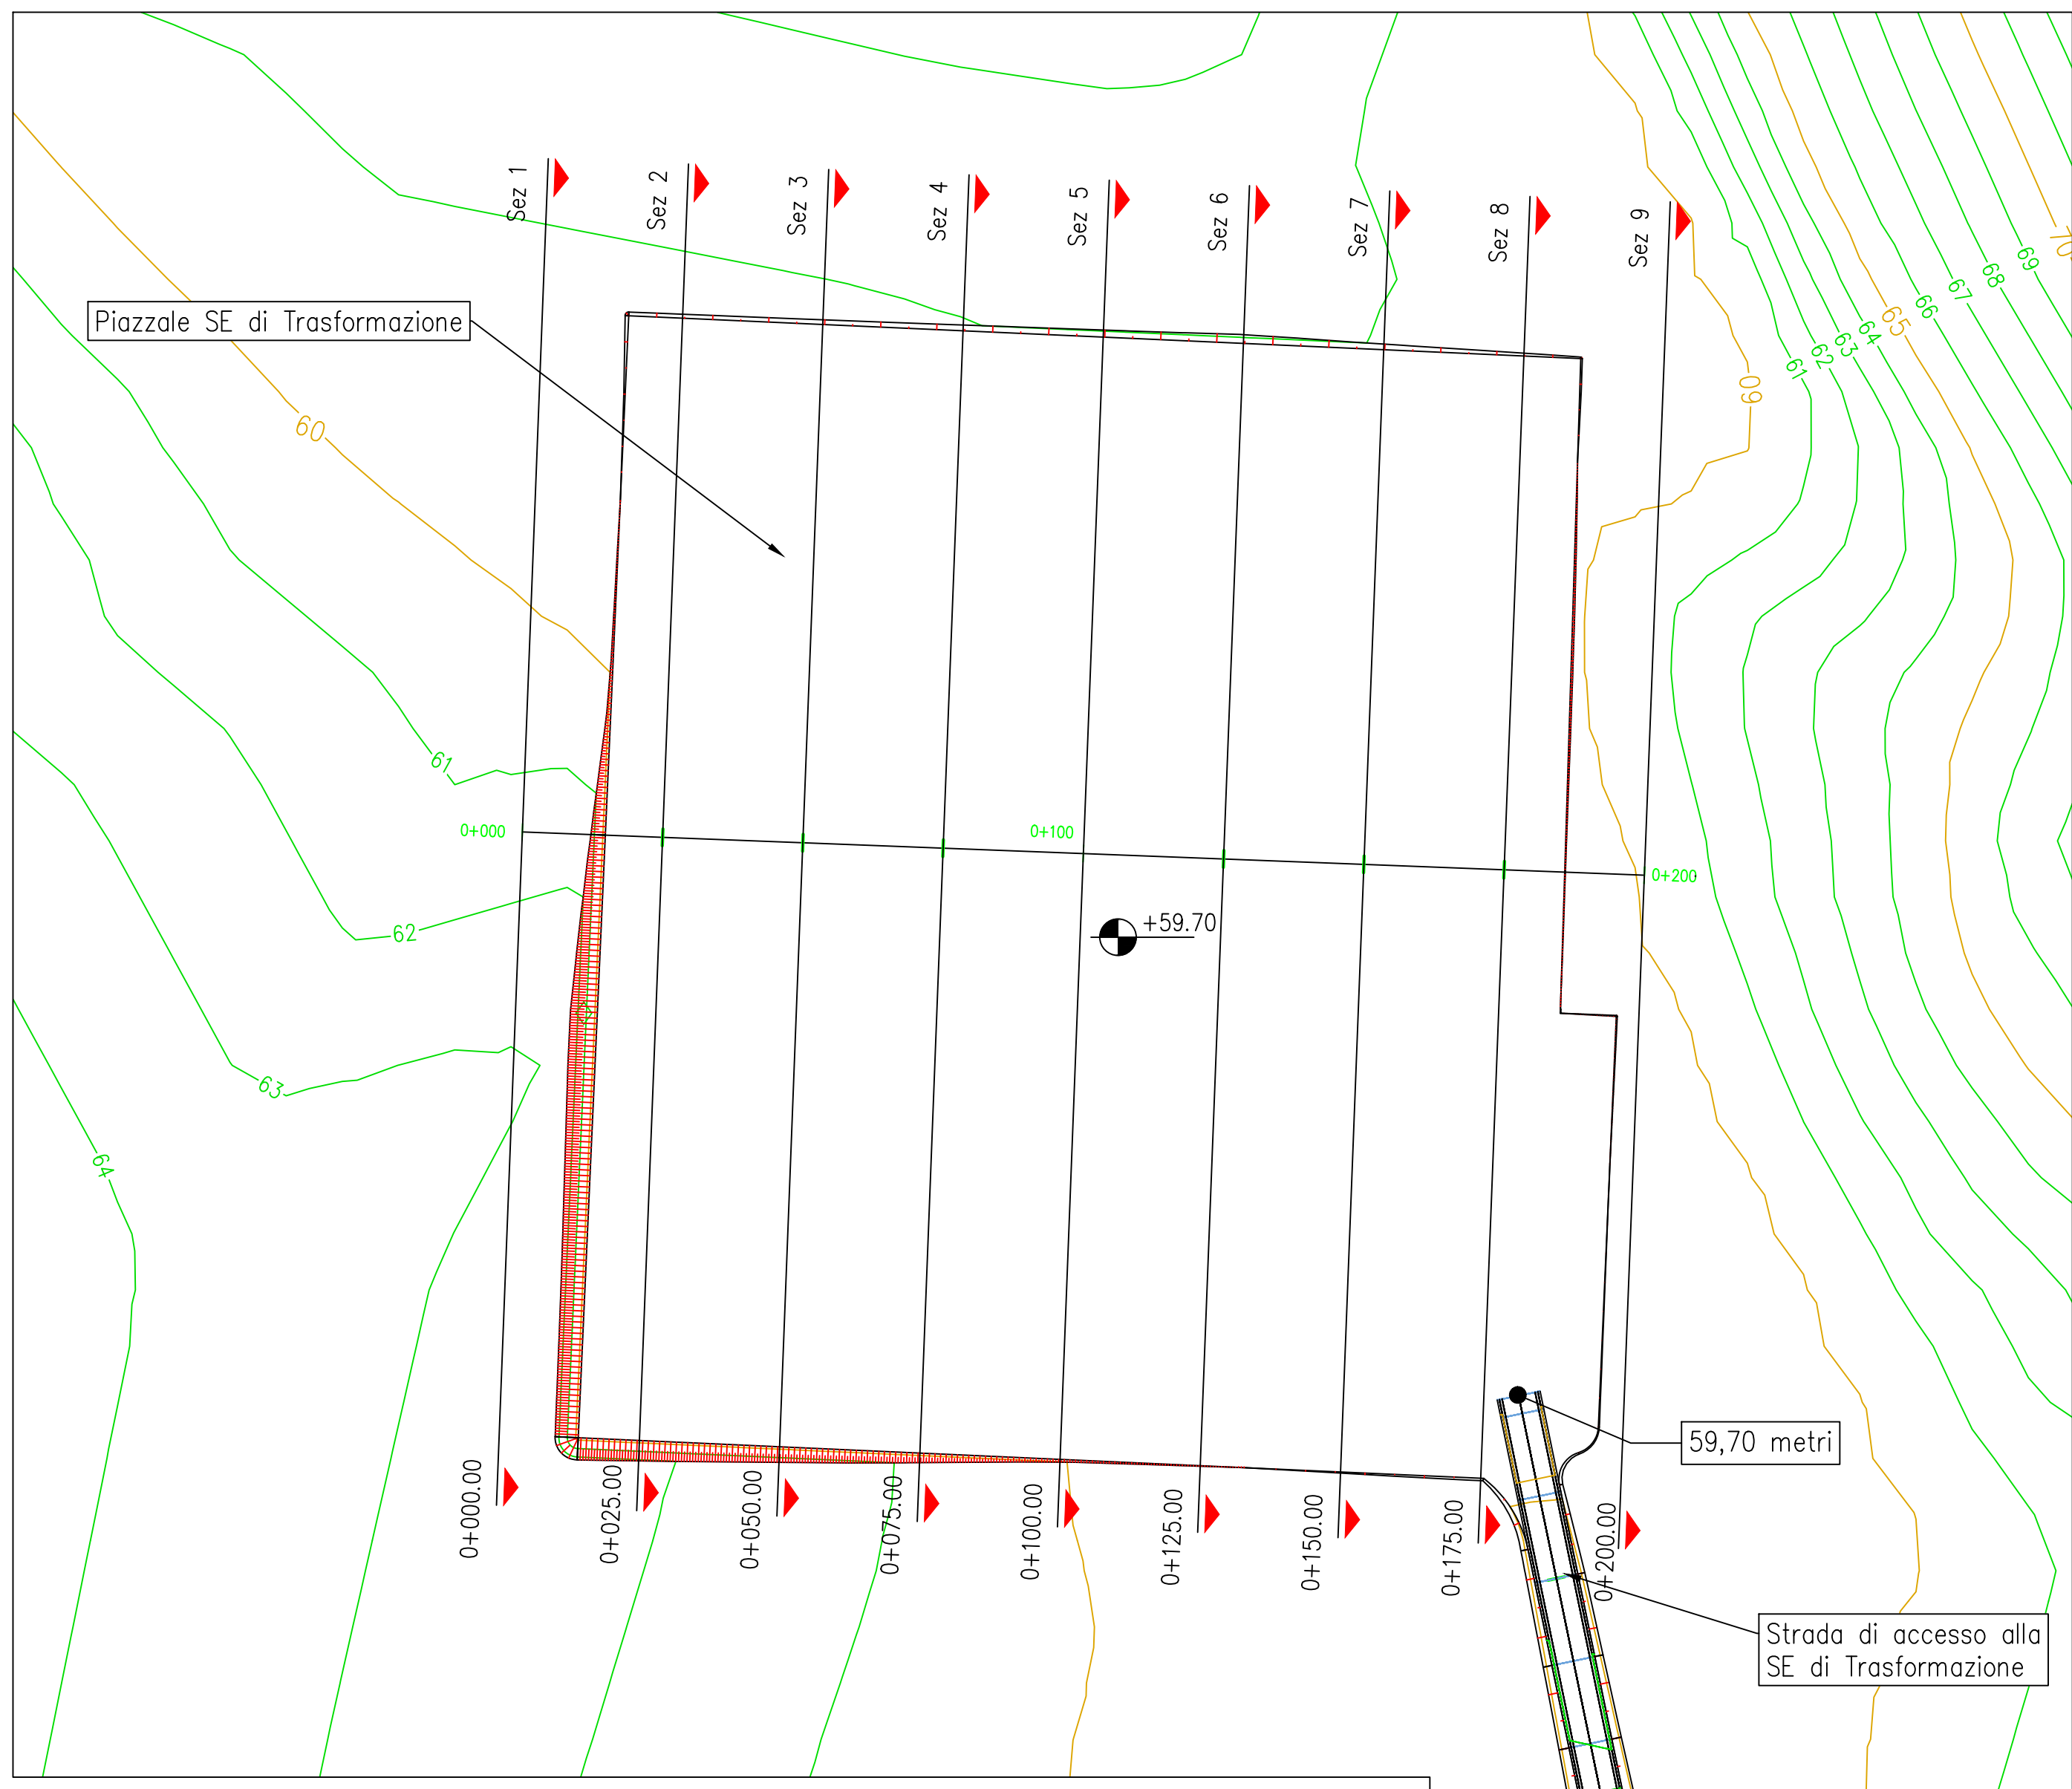 Sez 1
Sez 2
Sez 3
Sez 4
Sez 5
Sez 6
Sez 7
Sez 8
Sez 9
70
69
68
67
66
65
64
63
62
61
60
Piazzale SE di Trasformazione
60
61
62
63
64
0+000
0+100
0+200
+59.70
59,70 metri
0+000.00
0+025.00
0+050.00
0+075.00
0+100.00
0+125.00
0+150.00
0+175.00
0+200.00
Strada di accesso alla
SE di Trasformazione